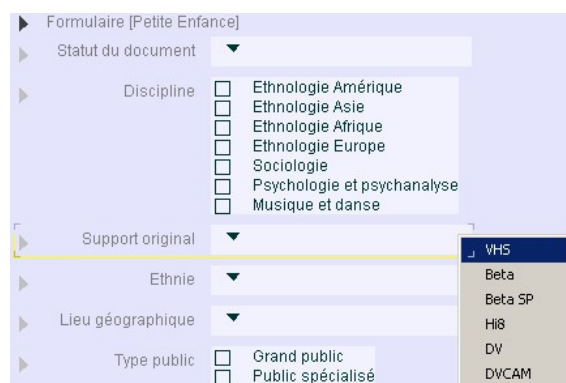 Formulaire [Petite Enfance]
Statut du document
Discipline
Ethnologie Amérique
Ethnologie Asie
Ethnologie Afrique
Ethnologie Europe
Sociologie
Psychologie et psychanalyse
Musique et danse
Support original
VHS
Beta
Beta SP
Hi8
DV
DVCAM
Ethnie
Lieu géographique
Type public
Grand public
Public spécialisé